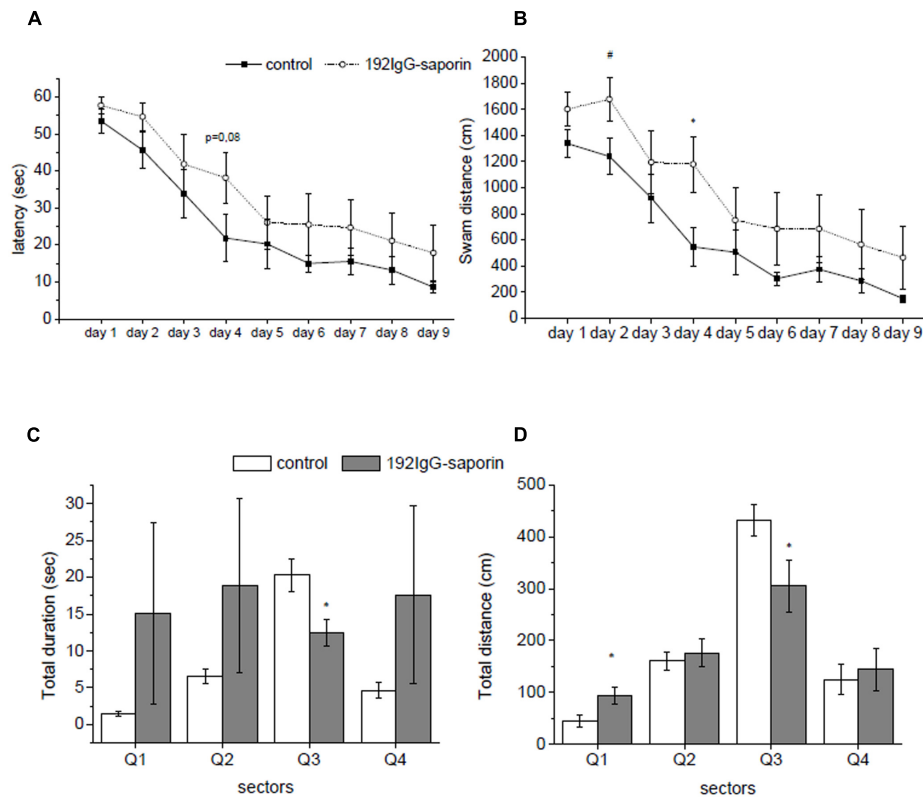 A
B
control
192IgG-saporin
latency (sec)
60
50
40
30
20
10
0
p=0,08
day 1
day 2
day 3
day 4
day 5
day 6
day 7
day 8
day 9
Swam distance (cm)
2000
1800
1600
1400
1200
1000
800
600
400
200
0
#
*
day 1
day 2
day 3
day 4
day 5
day 6
day 7
day 8
day 9
C
D
control
192IgG-saporin
Total duration (sec)
30
25
20
15
10
5
0
*
Q1
Q2
Q3
Q4
sectors
Total distance (cm)
500
400
300
200
100
0
*
*
Q1
Q2
Q3
Q4
sectors